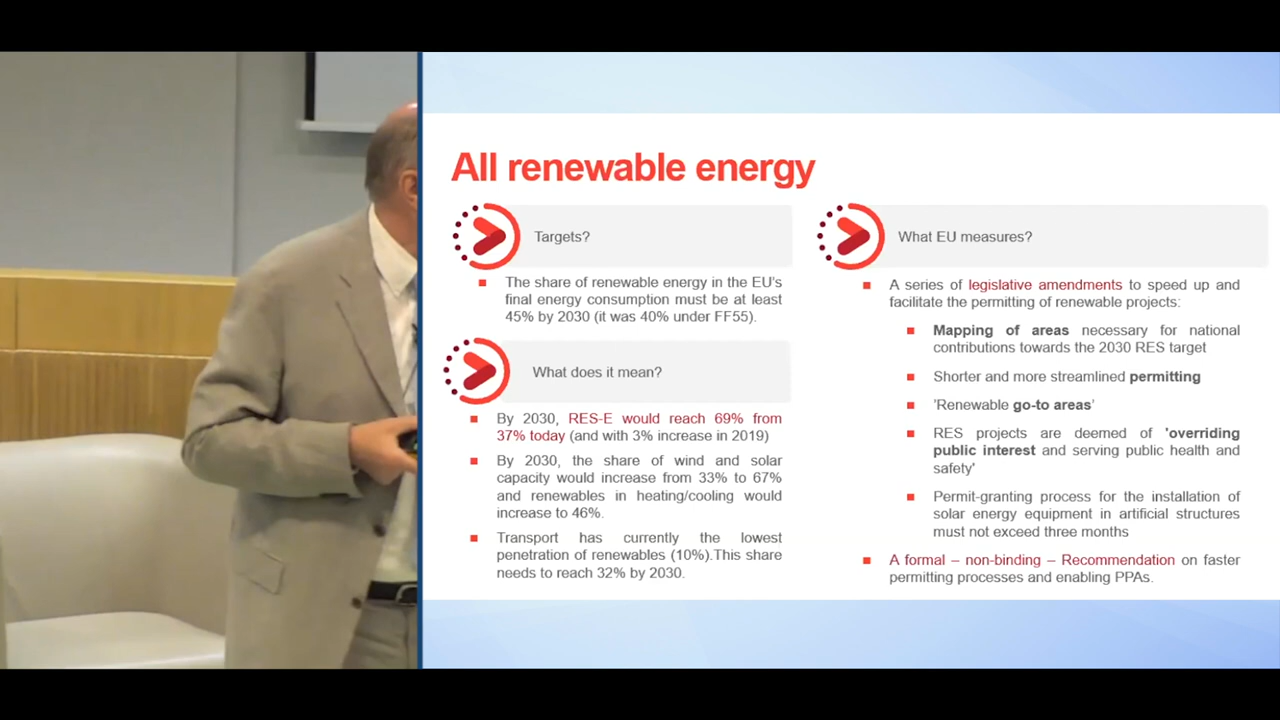 All renewable energy
Targets?
The share of renewable energy in the EU's
final energy consumption must be at least
45% by 2030 (it was 40% under FF55).
What does it mean?
By 2030, RES-E would reach 69% from
37% today (and with 3% increase in 2019)
By 2030, the share of wind and solar
capacity would increase from 33% to 67%
and renewables in heating/cooling would
increase to 46%.
Transport has currently the lowest
penetration of renewables (10%).This share
needs to reach 32% by 2030.
What EU measures?
A series of legislative amendments to speed up and
facilitate the permitting of renewable projects:
Mapping of areas necessary for national
contributions towards the 2030 RES target
Shorter and more streamlined permitting
'Renewable go-to areas'
RES projects are deemed of 'overriding
public interest and serving public health and
safety'
Permit-granting process for the installation of
solar energy equipment in artificial structures
must not exceed three months
A formal – non-binding – Recommendation on faster
permitting processes and enabling PPAs.